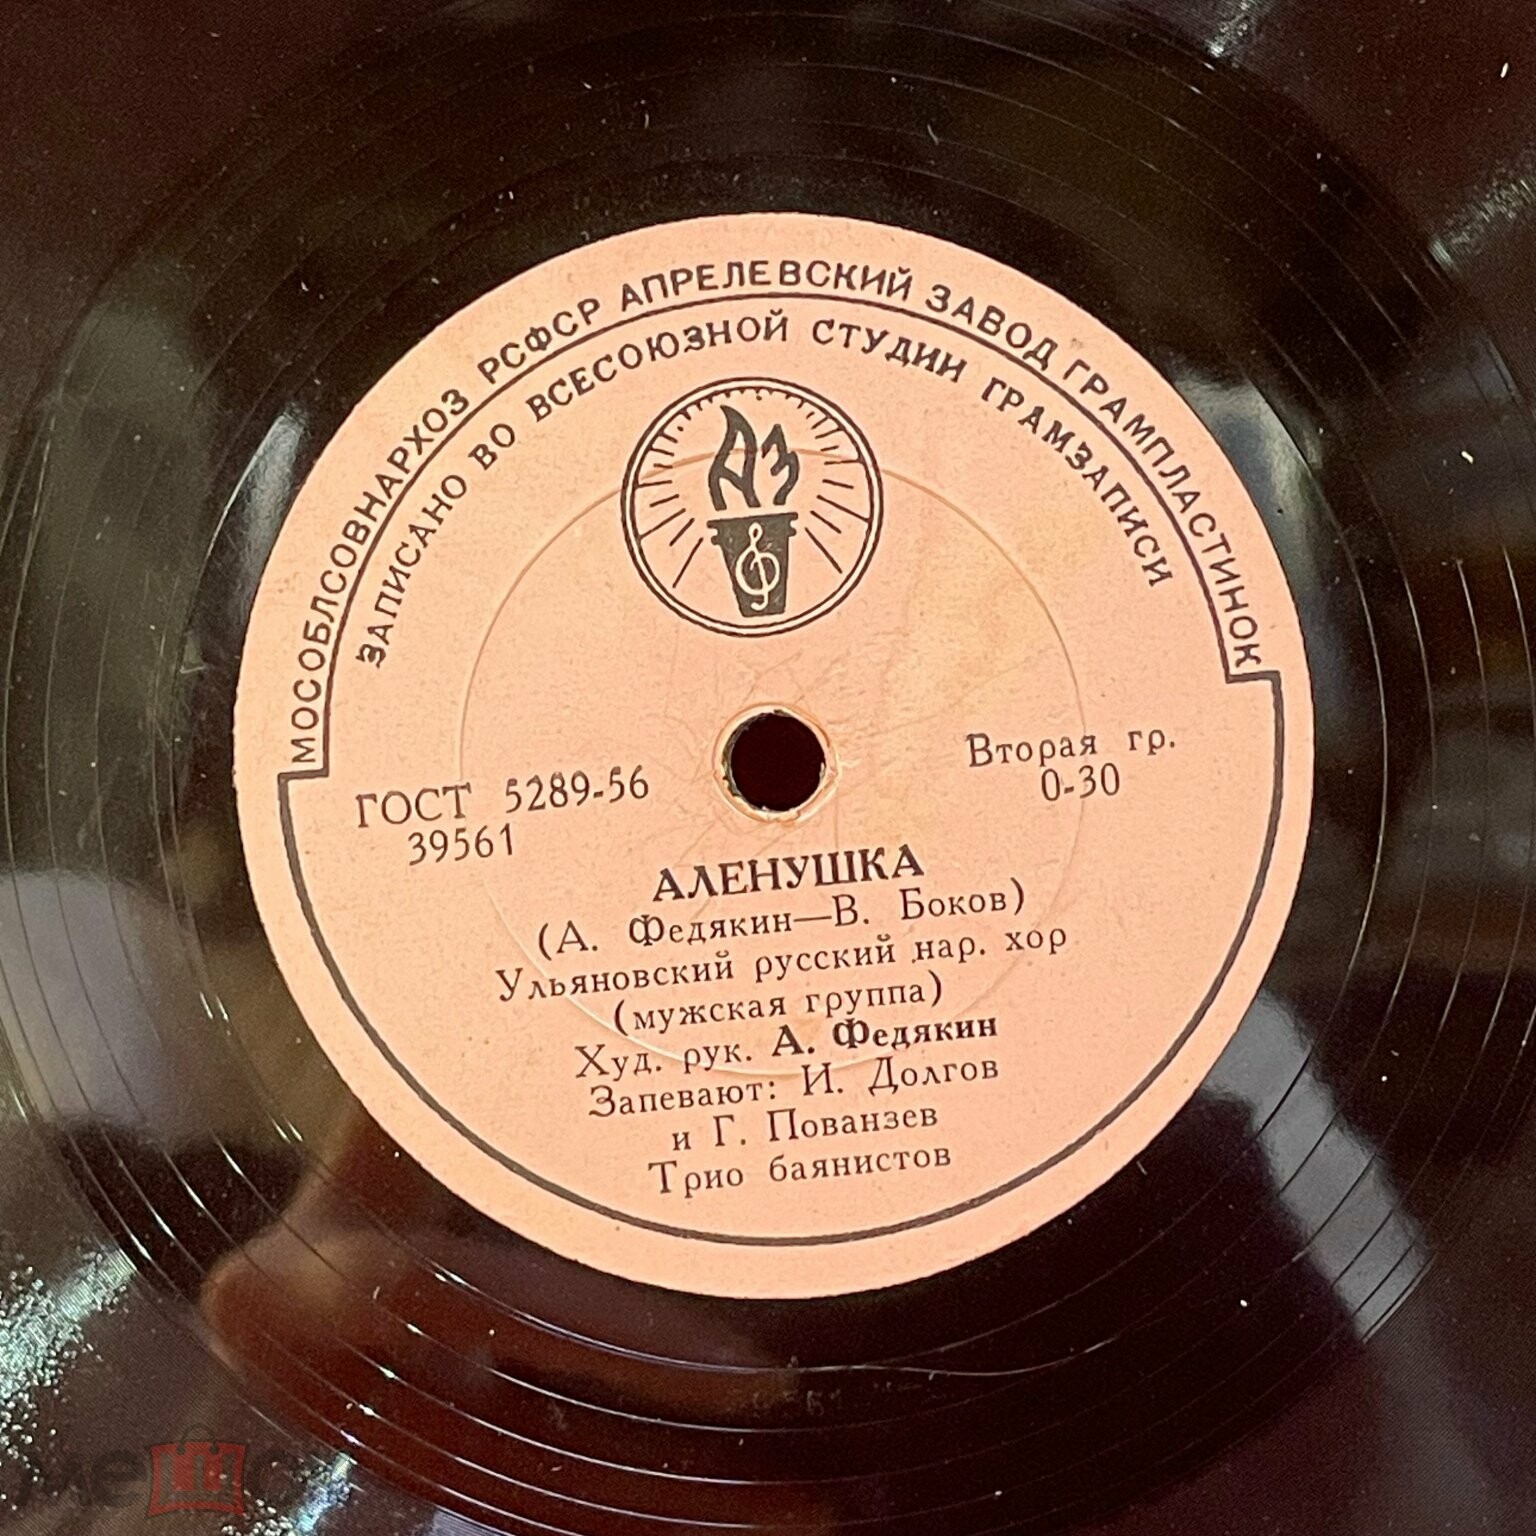 МОСОБЛСОВНАРХОЗ РСФСР АПРЕЛЕВСКИЙ ЗАВОД ГРАМПЛАСТИНОК
ЗАПИСАНО ВО ВСЕСОЮЗНОЙ СТУДИИ ГРАМЗАПИСИ
АЗ
ГОСТ 5289-56
39561
Вторая гр.
0-30
АЛЕНУШКА
(А. Федякин—В. Боков)
Ульяновский русский нар. хор
(мужская группа)
Худ. рук. А. Федякин
Запевают: И. Долгов
и Г. Пованзев
Трио баянистов